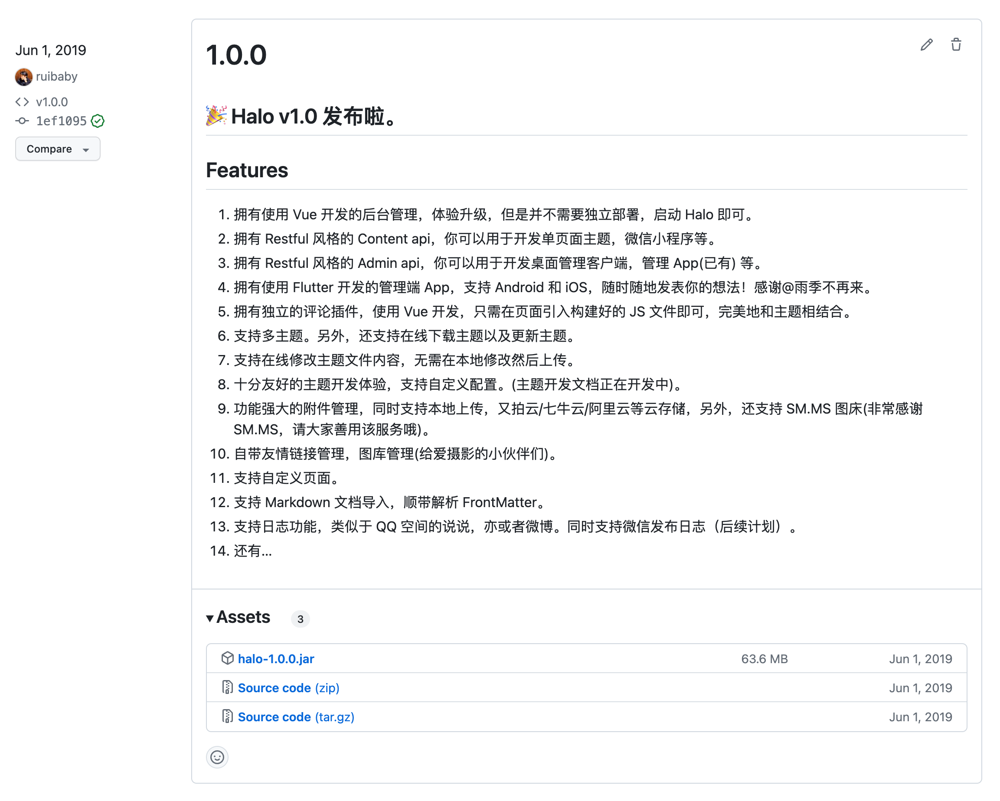 Jun 1, 2019
ruibaby
v1.0.0
1ef1095
Compare
1.0.0
🎉 Halo v1.0 发布啦。
Features
1. 拥有使用 Vue 开发的后台管理，体验升级，但是并不需要独立部署，启动 Halo 即可。
2. 拥有 Restful 风格的 Content api，你可以用于开发单页面主题，微信小程序等。
3. 拥有 Restful 风格的 Admin api，你可以用于开发桌面管理客户端，管理 App(已有) 等。
4. 拥有使用 Flutter 开发的管理端 App，支持 Android 和 iOS，随时随地发表你的想法！感谢@雨季不再来。
5. 拥有独立的评论插件，使用 Vue 开发，只需在页面引入构建好的 JS 文件即可，完美地和主题相结合。
6. 支持多主题。另外，还支持在线下载主题以及更新主题。
7. 支持在线修改主题文件内容，无需在本地修改然后上传。
8. 十分友好的主题开发体验，支持自定义配置。(主题开发文档正在开发中)。
9. 功能强大的附件管理，同时支持本地上传，又拍云/七牛云/阿里云等云存储，另外，还支持 SM.MS 图床(非常感谢
SM.MS，请大家善用该服务哦)。
10. 自带友情链接管理，图库管理(给爱摄影的小伙伴们)。
11. 支持自定义页面。
12. 支持 Markdown 文档导入，顺带解析 FrontMatter。
13. 支持日志功能，类似于 QQ 空间的说说，亦或者微博。同时支持微信发布日志（后续计划）。
14. 还有...
Assets 3
halo-1.0.0.jar 63.6 MB Jun 1, 2019
Source code (zip) Jun 1, 2019
Source code (tar.gz) Jun 1, 2019